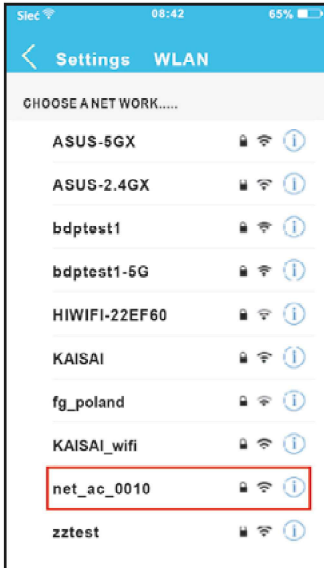 Sieć 08:42 65%
Settings WLAN
CHOOSE A NET WORK.....
ASUS-5GX
ASUS-2.4GX
bdptest1
bdptest1-5G
HIWIFI-22EF60
KAISAI
fg_poland
KAISAI_wifi
net_ac_0010
zztest